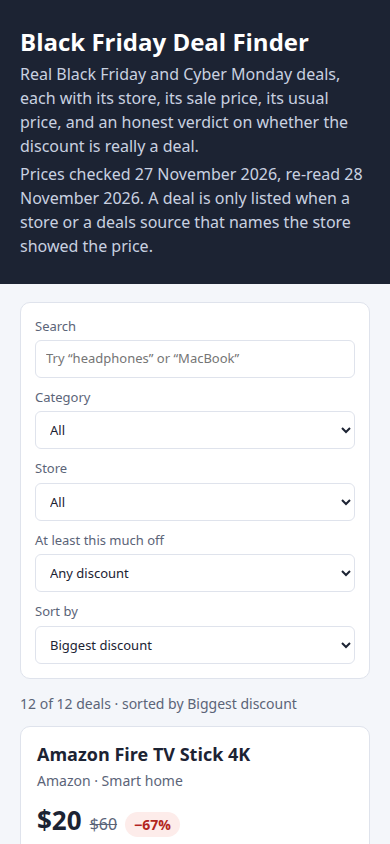 Black Friday Deal Finder
Real Black Friday and Cyber Monday deals,
each with its store, its sale price, its usual
price, and an honest verdict on whether the
discount is really a deal.
Prices checked 27 November 2026, re-read 28
November 2026. A deal is only listed when a
store or a deals source that names the store
showed the price.
Search
Try “headphones” or “MacBook”
Category
All
Store
All
At least this much off
Any discount
Sort by
Biggest discount
12 of 12 deals · sorted by Biggest discount
Amazon Fire TV Stick 4K
Amazon · Smart home
$20 $60 −67%